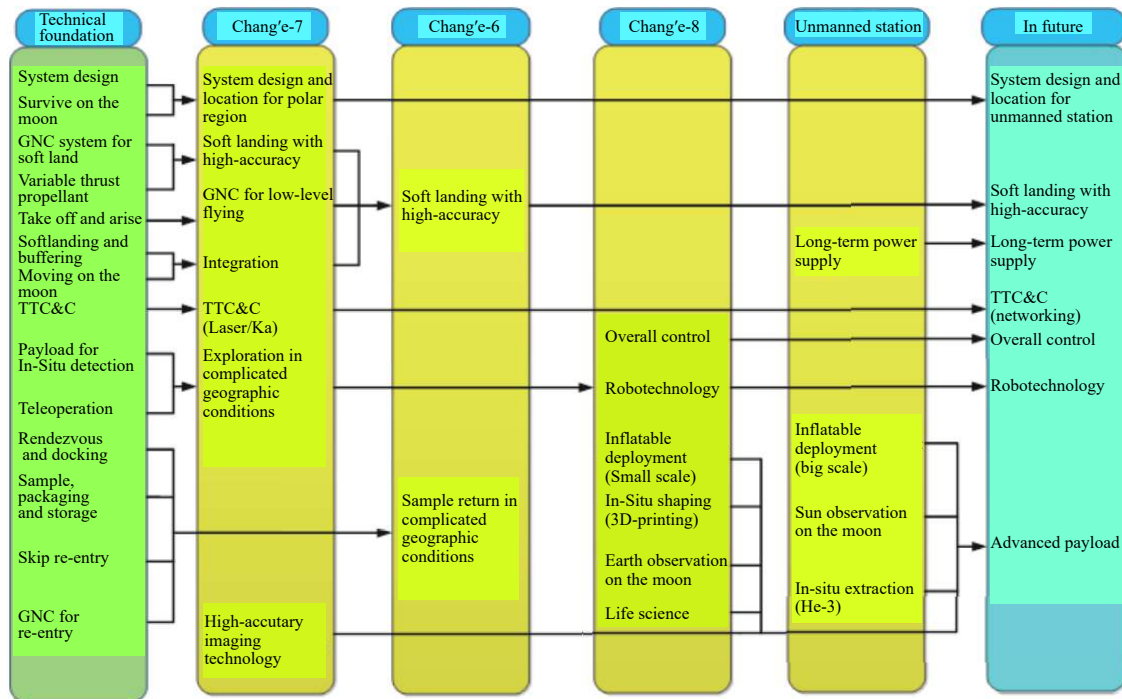 Technical
foundation
System design
Survive on the
moon
GNC system for
soft land
Variable thrust
propellant
Take off and arise
Softlanding and
buffering
Moving on the
moon
TTC&C
Payload for
In-Situ detection
Teleoperation
Rendezvous
and docking
Sample,
packaging
and storage
Skip re-entry
GNC for
re-entry
Chang'e-7
System design and
location for polar
region
Soft landing with
high-accuracy
GNC for low-level
flying
Integration
TTC&C
(Laser/Ka)
Exploration in
complicated
geographic
conditions
High-accutary
imaging
technology
Chang'e-6
Soft landing with
high-accuracy
Sample return in
complicated
geographic
conditions
Chang'e-8
Overall control
Robotechnology
Inflatable
deployment
(Small scale)
In-Situ shaping
(3D-printing)
Earth observation
on the moon
Life science
Unmanned station
Long-term power
supply
Inflatable
deployment
(big scale)
Sun observation
on the moon
In-situ extraction
(He-3)
In future
System design and
location for
unmanned station
Soft landing with
high-accuracy
Long-term power
supply
TTC&C
(networking)
Overall control
Robotechnology
Advanced payload